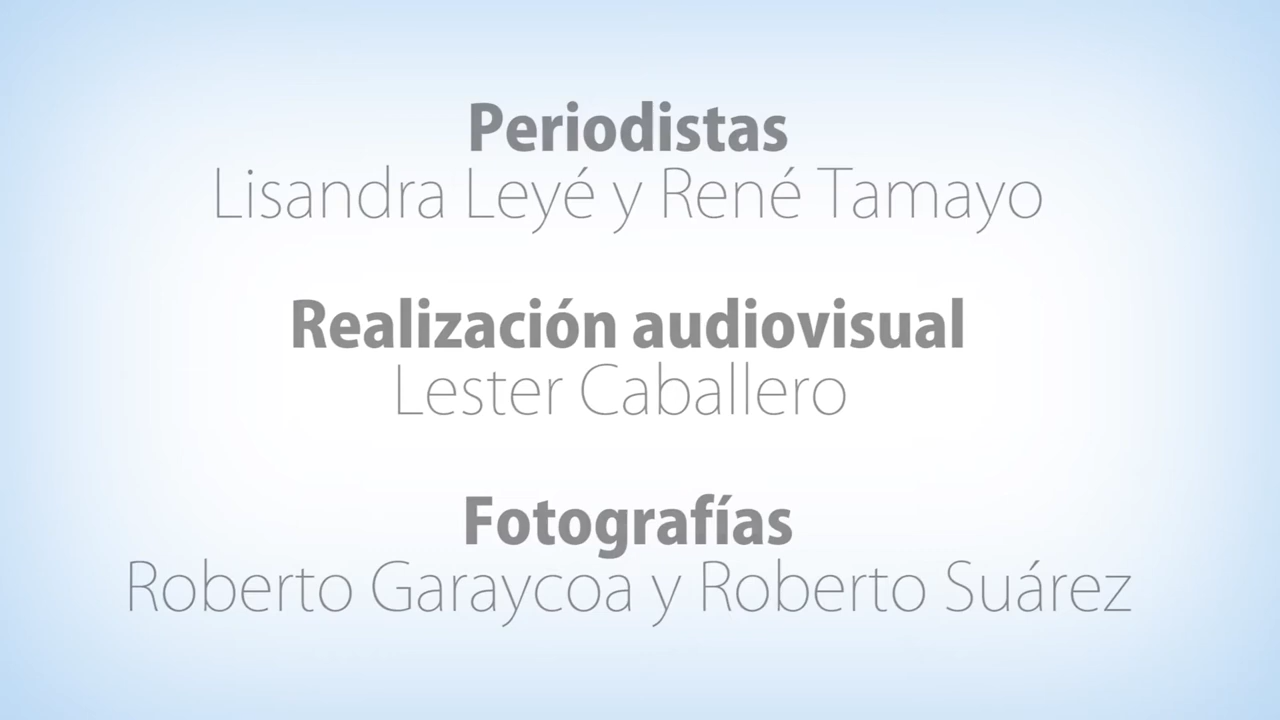 Periodistas
Lisandra Leyé y René Tamayo
Realización audiovisual
Lester Caballero
Fotografías
Roberto Garaycoa y Roberto Suárez